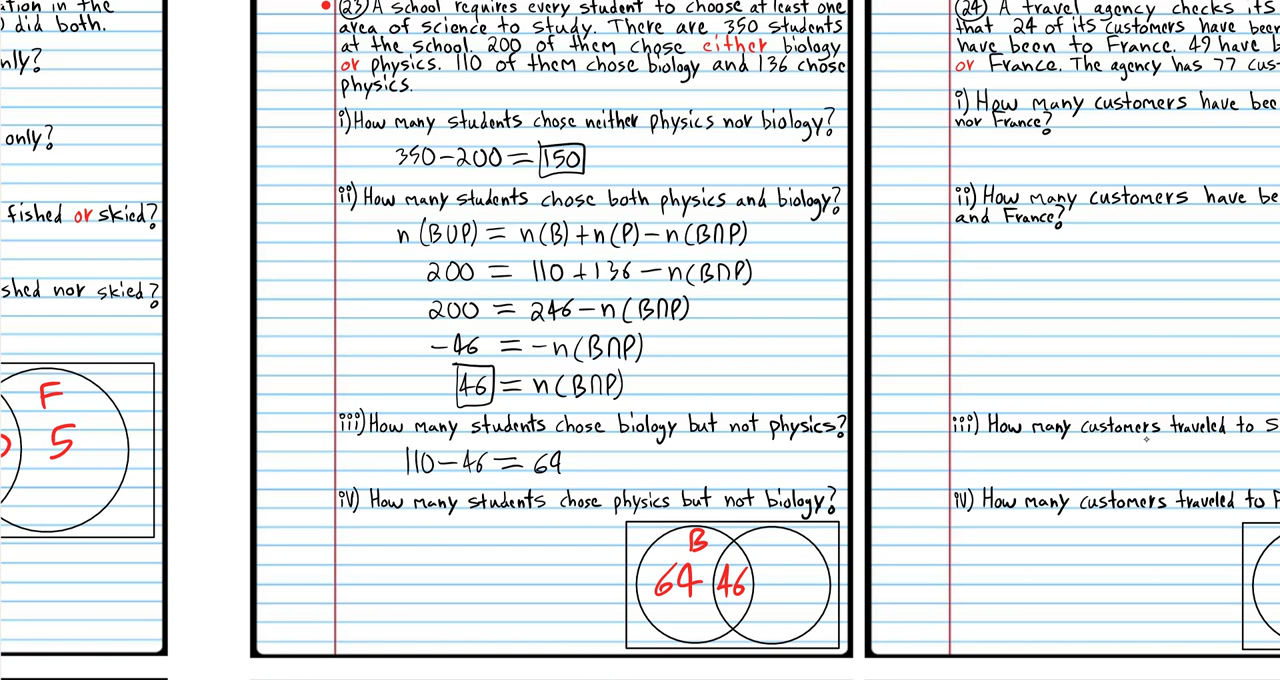 ation in the
) did both.
nly?
only?
fished or skied?
shed nor skied?
F
5
(23) A school requires every student to choose at least one
area of science to study. There are 350 students
at the school. 200 of them chose either biology
or physics. 110 of them chose biology and 136 chose
physics.
i) How many students chose neither physics nor biology?
350-200 = 150
ii) How many students chose both physics and biology?
n (B∪P) = n(B)+n(P)-n(B∩P)
200 = 110+136-n(B∩P)
200 = 246-n(B∩P)
-46 = -n(B∩P)
46 = n(B∩P)
iii) How many students chose biology but not physics?
110-46 = 64
iv) How many students chose physics but not biology?
B
64 46
(24) A travel agency checks its
that 24 of its customers have been
have been to France. 49 have b
or France. The agency has 77 cus-
i) How many customers have bee
nor France?
ii) How many customers have be
and France?
iii) How many customers traveled to S
iv) How many customers traveled to F